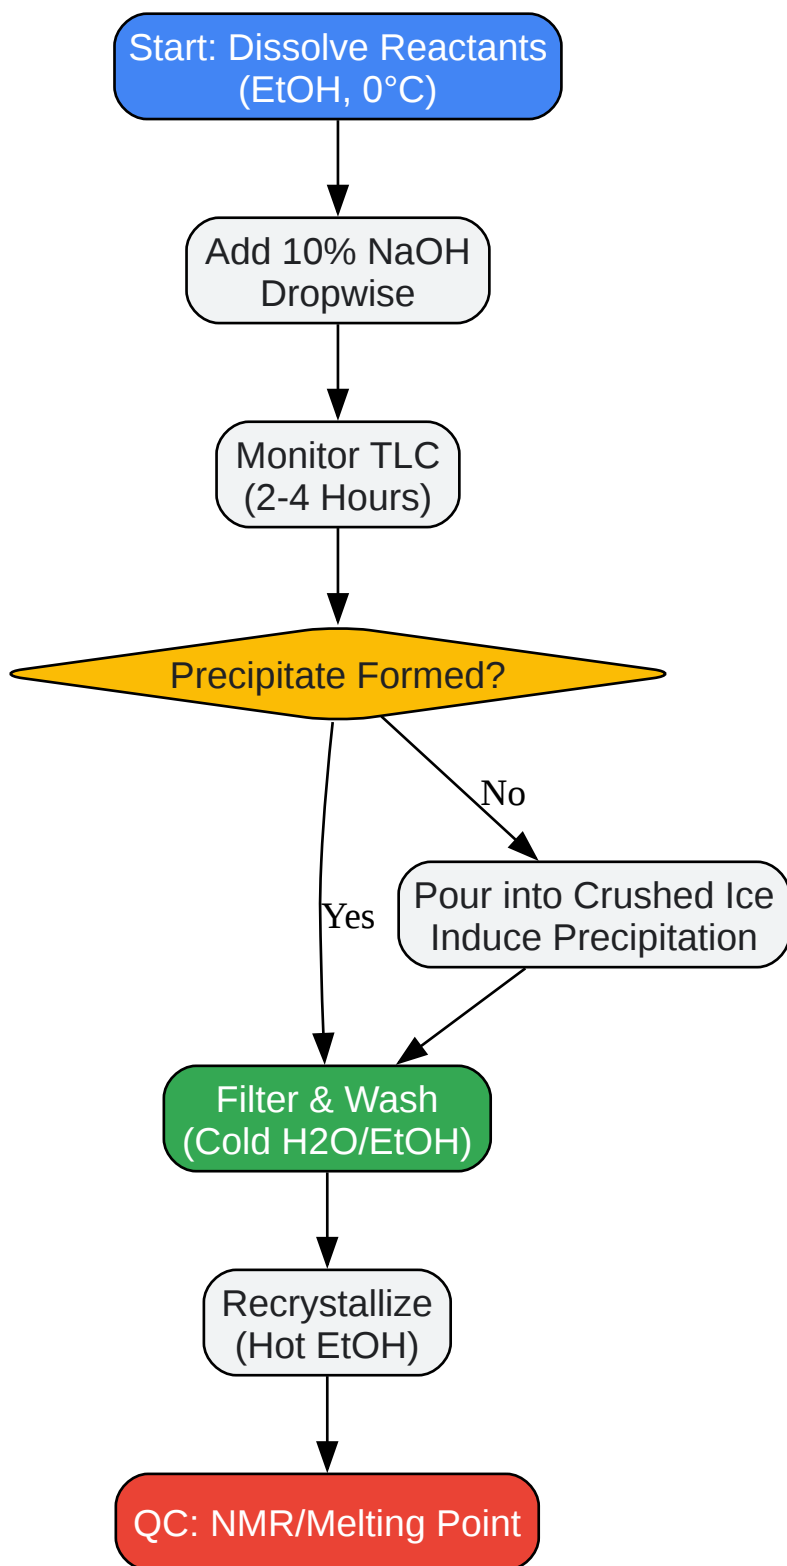 Start: Dissolve Reactants
(EtOH, 0°C)
Add 10% NaOH
Dropwise
Monitor TLC
(2-4 Hours)
Precipitate Formed?
No
Pour into Crushed Ice
Induce Precipitation
Yes
Filter & Wash
(Cold H2O/EtOH)
Recrystallize
(Hot EtOH)
QC: NMR/Melting Point